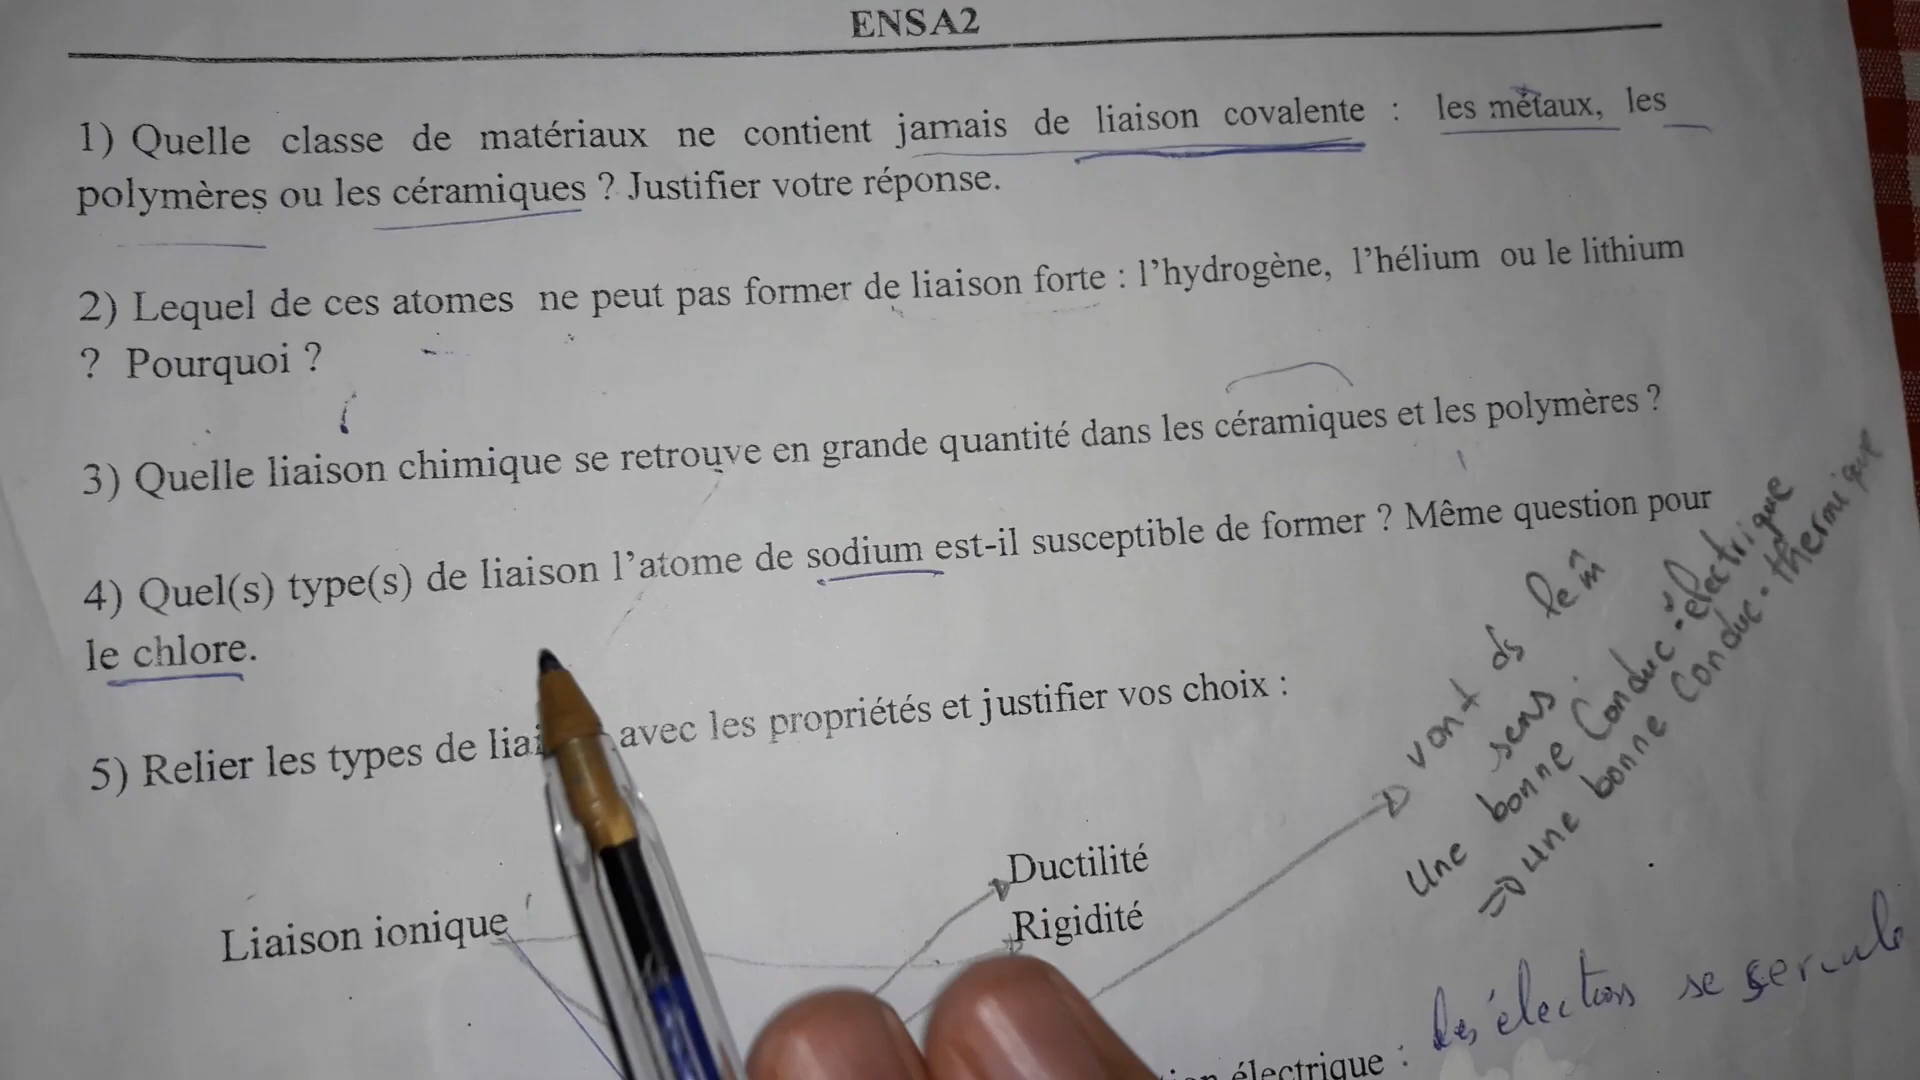 ENSA2
1) Quelle classe de matériaux ne contient jamais de liaison covalente : les métaux, les
polymères ou les céramiques ? Justifier votre réponse.
2) Lequel de ces atomes ne peut pas former de liaison forte : l'hydrogène, l'hélium ou le lithium
? Pourquoi ?
3) Quelle liaison chimique se retrouve en grande quantité dans les céramiques et les polymères ?
4) Quel(s) type(s) de liaison l'atome de sodium est-il susceptible de former ? Même question pour
le chlore.
5) Relier les types de avec les propriétés et justifier vos choix :
vont ds le m̂
sens.
Une bonne Conduc. électrique
=> une bonne Conduc. thermique
Ductilité
Liaison ionique
Rigidité
électrique : les élections se